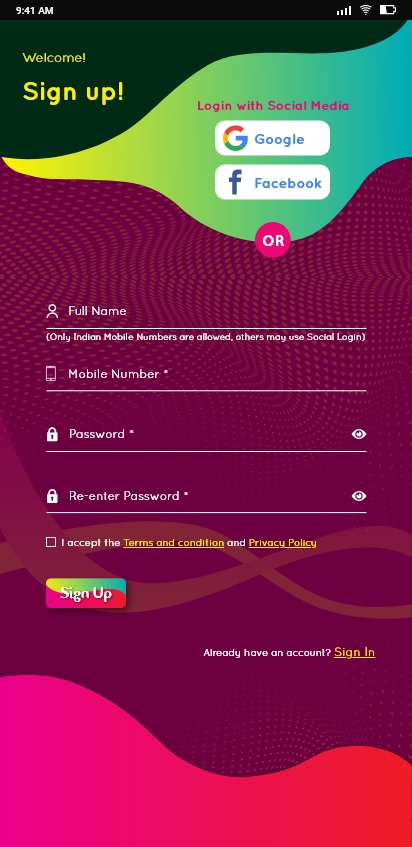 9:41 AM
Welcome!
Sign up!
Login with Social Media
Google
Facebook
OR
Full Name
(Only Indian Mobile Numbers are allowed, others may use Social Login)
Mobile Number *
Password *
Re-enter Password *
I accept the Terms and condition and Privacy Policy
Sign Up
Already have an account? Sign In